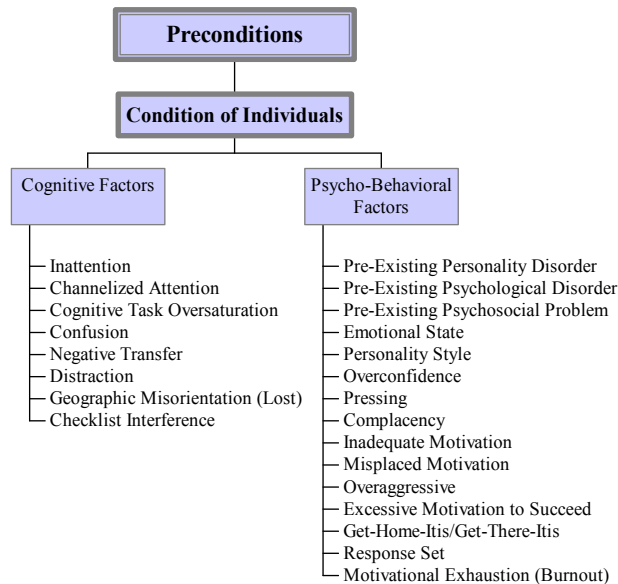 Preconditions
Condition of Individuals
Cognitive Factors
Inattention
Channelized Attention
Cognitive Task Oversaturation
Confusion
Negative Transfer
Distraction
Geographic Misorientation (Lost)
Checklist Interference
Psycho-Behavioral
Factors
Pre-Existing Personality Disorder
Pre-Existing Psychological Disorder
Pre-Existing Psychosocial Problem
Emotional State
Personality Style
Overconfidence
Pressing
Complacency
Inadequate Motivation
Misplaced Motivation
Overaggressive
Excessive Motivation to Succeed
Get-Home-Itis/Get-There-Itis
Response Set
Motivational Exhaustion (Burnout)